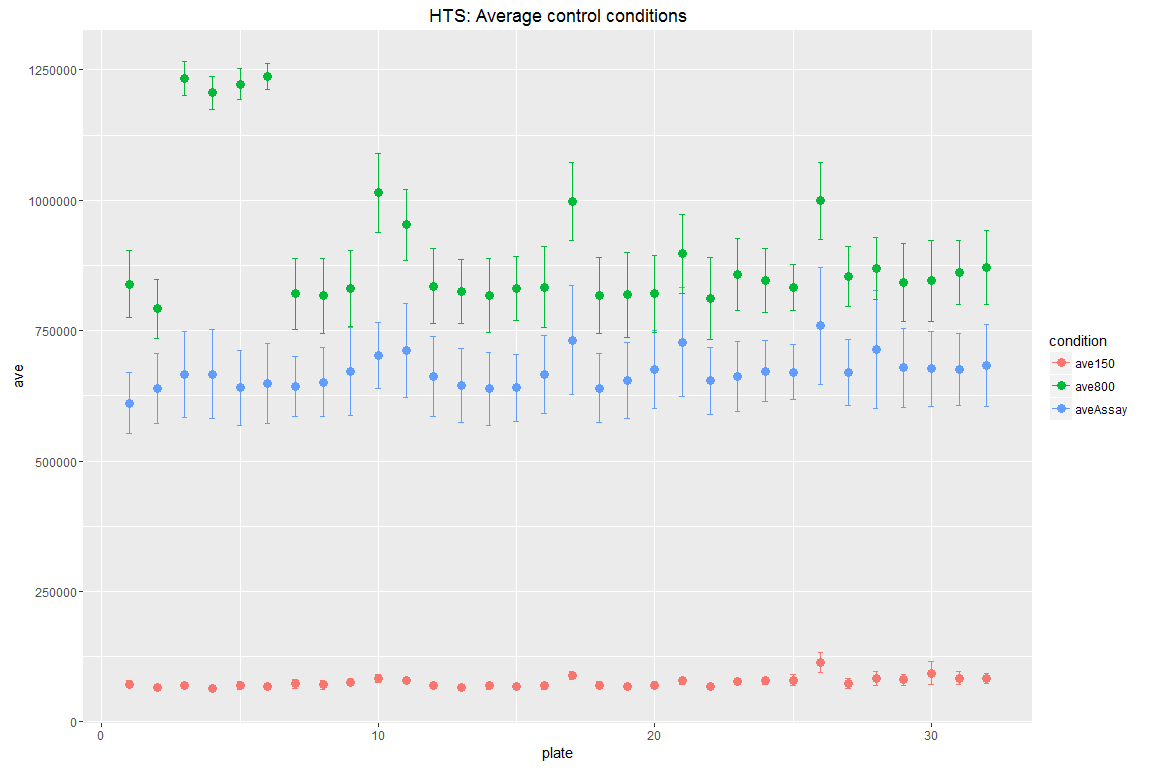 HTS: Average control conditions
1250000
1000000
750000
500000
250000
0
ave
0 10 20 30
plate
condition
ave150
ave800
aveAssay